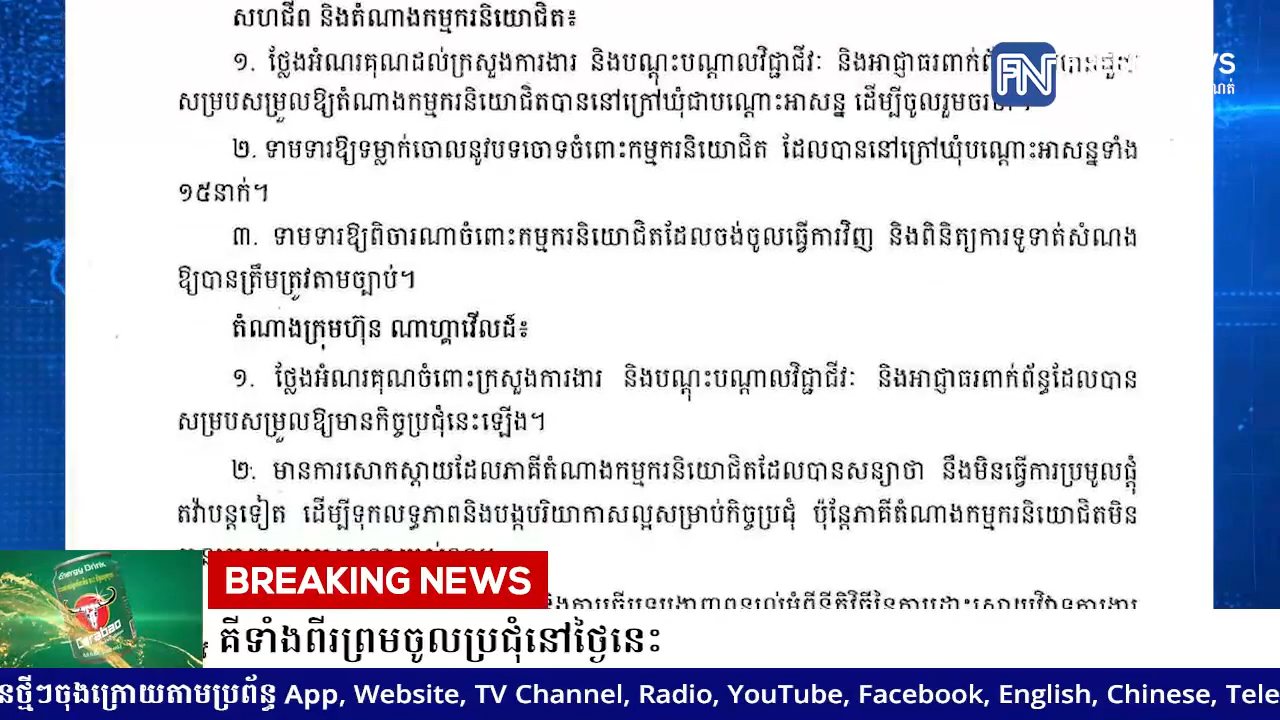 សហជីព និងតំណាងកម្មករនិយោជិត៖
១. ថ្លែងអំណរគុណដល់ក្រសួងការងារ និងបណ្តុះបណ្តាលវិជ្ជាជីវៈ និងអាជ្ញាធរពាក់ព័ន្ធ
សម្របសម្រួលឱ្យតំណាងកម្មករនិយោជិតបាននៅក្រៅឃុំជាបណ្តោះអាសន្ន ដើម្បីចូលរួមចរចា។
២. ទាមទារឱ្យទម្លាក់ចោលនូវបទចោទចំពោះកម្មករនិយោជិត ដែលបាននៅក្រៅឃុំបណ្តោះអាសន្នទាំង
១៥នាក់។
៣. ទាមទារឱ្យពិចារណាចំពោះកម្មករនិយោជិតដែលចង់ចូលធ្វើការវិញ និងពិនិត្យការទូទាត់សំណង
ឱ្យបានត្រឹមត្រូវតាមច្បាប់។
តំណាងក្រុមហ៊ុន ណាហ្គាវើលដ៍៖
១. ថ្លែងអំណរគុណចំពោះក្រសួងការងារ និងបណ្តុះបណ្តាលវិជ្ជាជីវៈ និងអាជ្ញាធរពាក់ព័ន្ធដែលបាន
សម្របសម្រួលឱ្យមានកិច្ចប្រជុំនេះឡើង។
២. មានការសោកស្តាយដែលភាគីតំណាងកម្មករនិយោជិតដែលបានសន្យាថា នឹងមិនធ្វើការប្រមូលផ្តុំ
តវ៉ាបន្តទៀត ដើម្បីទុកលទ្ធភាពនិងបង្កបរិយាកាសល្អសម្រាប់កិច្ចប្រជុំ ប៉ុន្តែភាគីតំណាងកម្មករនិយោជិតមិន
FN
Energy Drink
Carabao
BREAKING NEWS
គីទាំងពីរព្រមចូលប្រជុំនៅថ្ងៃនេះ
នថ្មីៗចុងក្រោយតាមប្រព័ន្ធ App, Website, TV Channel, Radio, YouTube, Facebook, English, Chinese, Tele